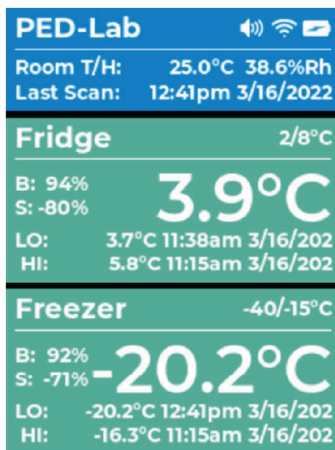 PED-Lab
Room T/H: 25.0°C 38.6%Rh
Last Scan: 12:41pm 3/16/2022
Fridge 2/8°C
B: 94%
S: -80%
3.9°C
LO: 3.7°C 11:38am 3/16/202
HI: 5.8°C 11:15am 3/16/202
Freezer -40/-15°C
B: 92%
S: -71%
-20.2°C
LO: -20.2°C 12:41pm 3/16/202
HI: -16.3°C 11:15am 3/16/202